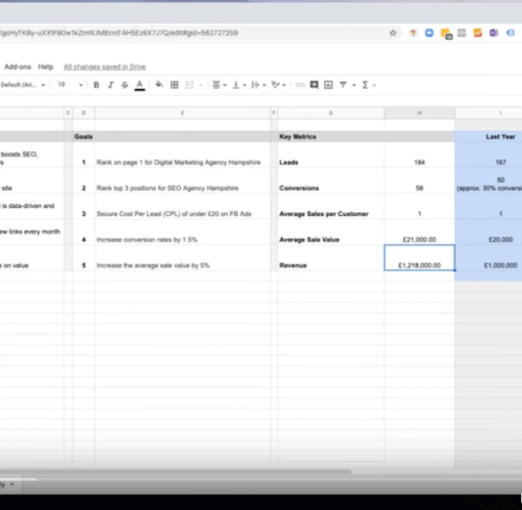 Add-ons Help All changes saved in Drive
Default (Ari... 10 B I S A
C D E F G H I
Goals Key Metrics Last Year
boosts SEO,
1 Rank on page 1 for Digital Marketing Agency Hampshire Leads 184 167
site 2 Rank top 3 positions for SEO Agency Hampshire Conversions 58 50
(approx. 30% convers
is data-driven and
3 Secure Cost Per Lead (CPL) of under £20 on FB Ads Average Sales per Customer 1 1
ew links every month
4 Increase conversion rates by 1.5% Average Sale Value £21,000.00 £20,000
on value 5 Increase the average sale value by 5% Revenue £1,218,000.00 £1,000,000